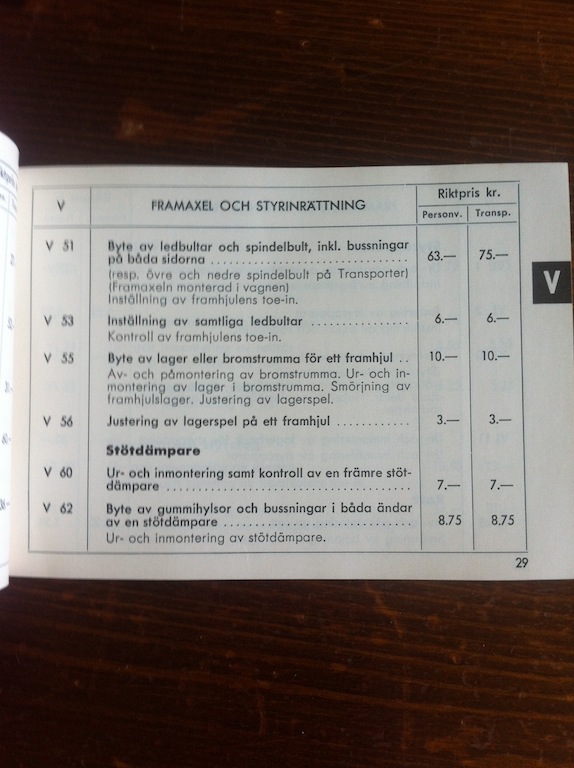 Riktpris kr.
V FRAMAXEL OCH STYRINRÄTTNING
Personv. Transp.
V 51 Byte av ledbultar och spindelbult, inkl. bussningar
på båda sidorna . . . . . . . . . . . . . . . . . . . . . . . . . . . . 63.— 75.—
(resp. övre och nedre spindelbult på Transporter)
(Framaxeln monterad i vagnen)
Inställning av framhjulens toe-in.
V
V 53 Inställning av samtliga ledbultar . . . . . . . . . . . . . . 6.— 6.—
Kontroll av framhjulens toe-in.
V 55 Byte av lager eller bromstrumma för ett framhjul . . 10.— 10.—
Av- och påmontering av bromstrumma. Ur- och in-
montering av lager i bromstrumma. Smörjning av
framhjulslager. Justering av lagerspel.
V 56 Justering av lagerspel på ett framhjul . . . . . . . . . . . 3.— 3.—
Stötdämpare
V 60 Ur- och inmontering samt kontroll av en främre stöt-
dämpare . . . . . . . . . . . . . . . . . . . . . . . . . . . . . . . . . . . 7.— 7.—
V 62 Byte av gummihylsor och bussningar i båda ändar
av en stötdämpare . . . . . . . . . . . . . . . . . . . . . . . . . . . 8.75 8.75
Ur- och inmontering av stötdämpare.
29